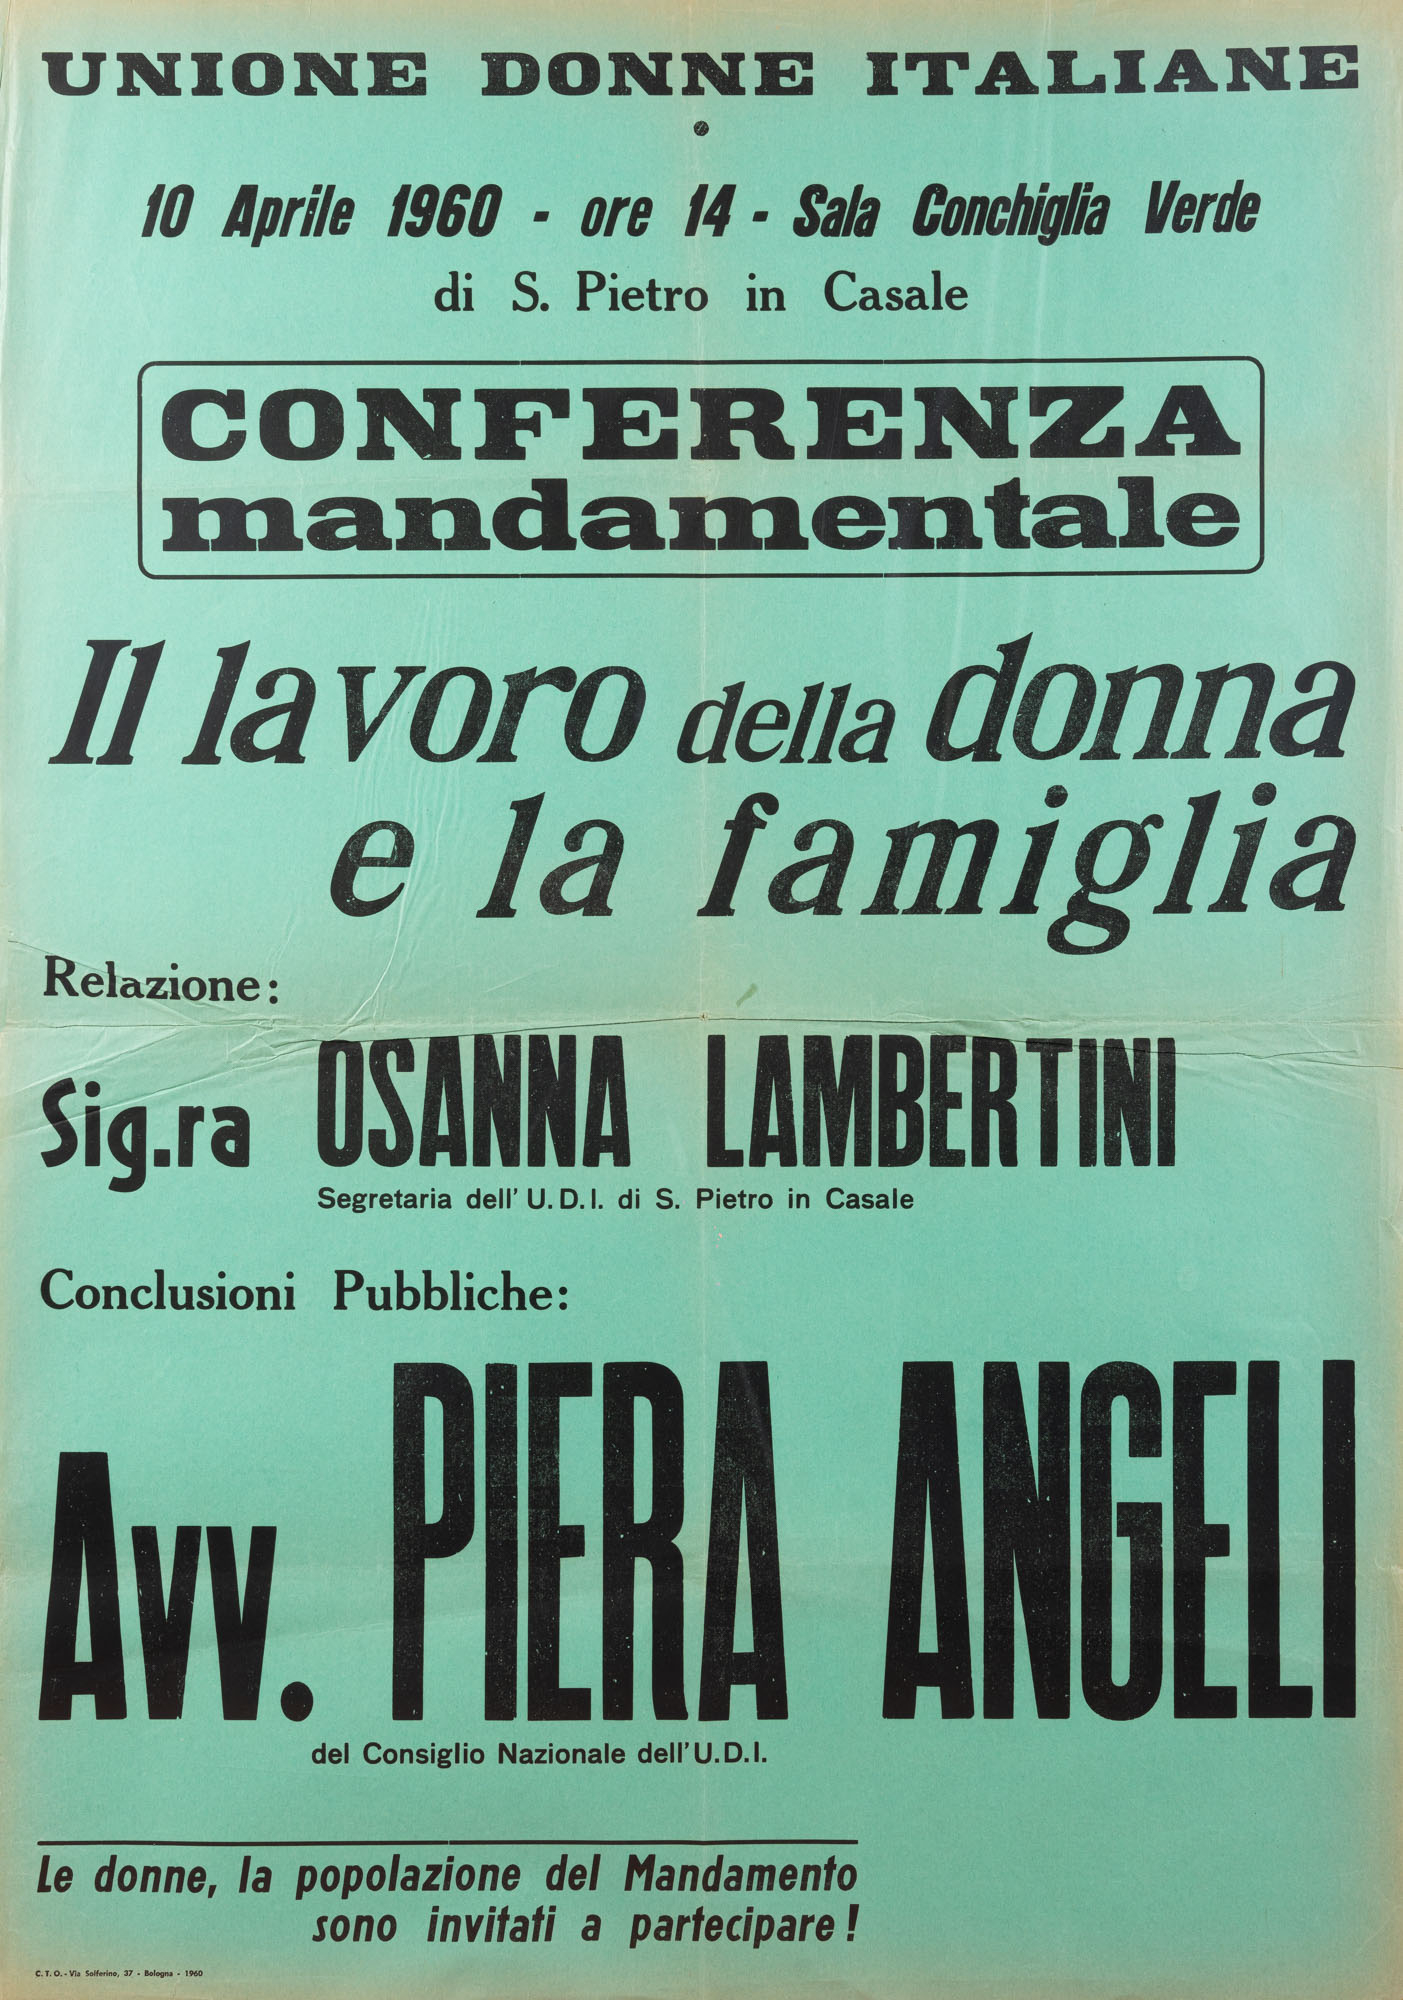 UNIONE DONNE ITALIANE
10 Aprile 1960 - ore 14 - Sala Conchiglia Verde
di S. Pietro in Casale
CONFERENZA
mandamentale
Il lavoro della donna
e la famiglia
Relazione:
Sig.ra OSANNA LAMBERTINI
Segretaria dell' U.D.I. di S. Pietro in Casale
Conclusioni Pubbliche:
Avv. PIERA ANGELI
del Consiglio Nazionale dell'U.D.I.
Le donne, la popolazione del Mandamento
sono invitati a partecipare!
C.T.O. - Via Solferino, 37 - Bologna - 1960